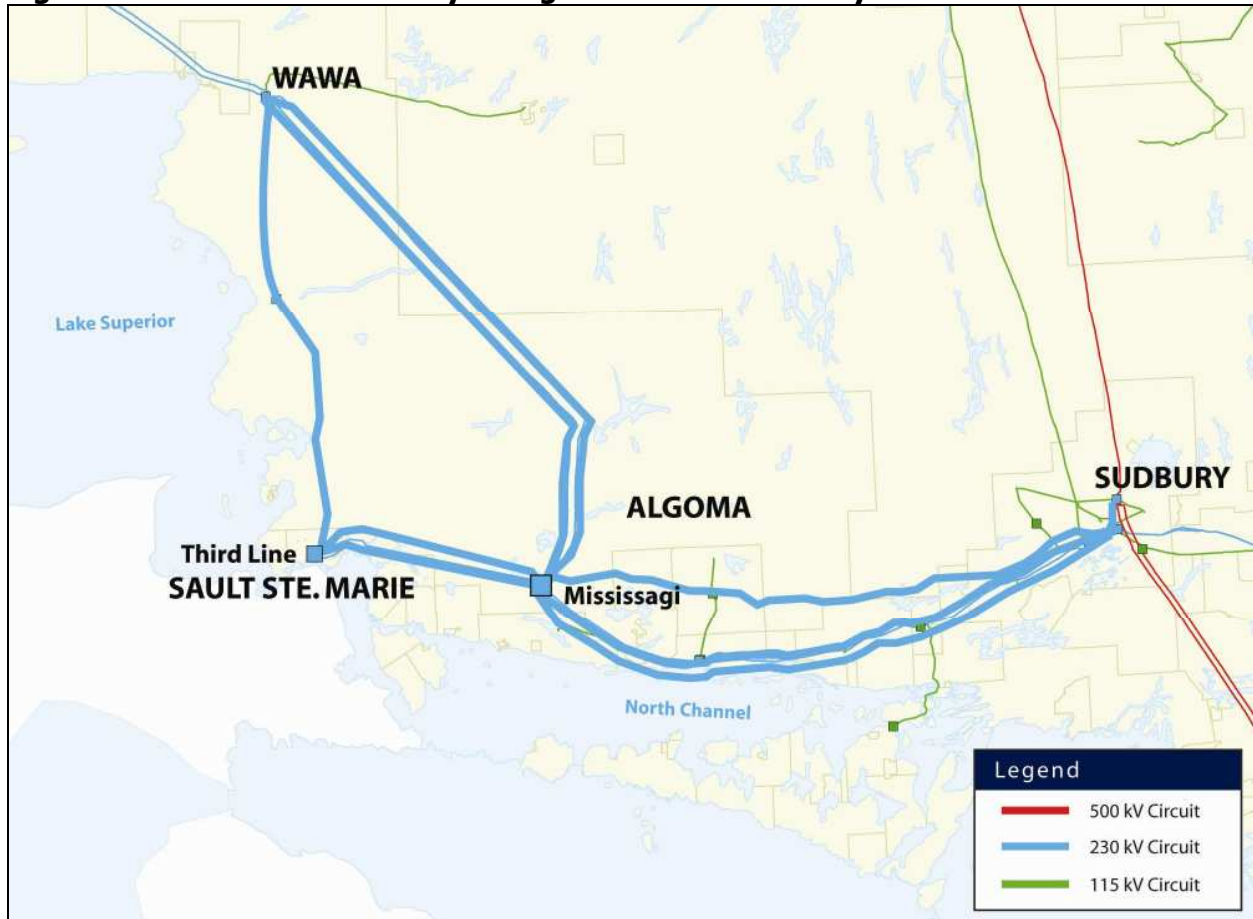 WAWA
Lake Superior
SUDBURY
ALGOMA
Third Line
SAULT STE. MARIE
Mississagi
North Channel
Legend
500 kV Circuit
230 kV Circuit
115 kV Circuit